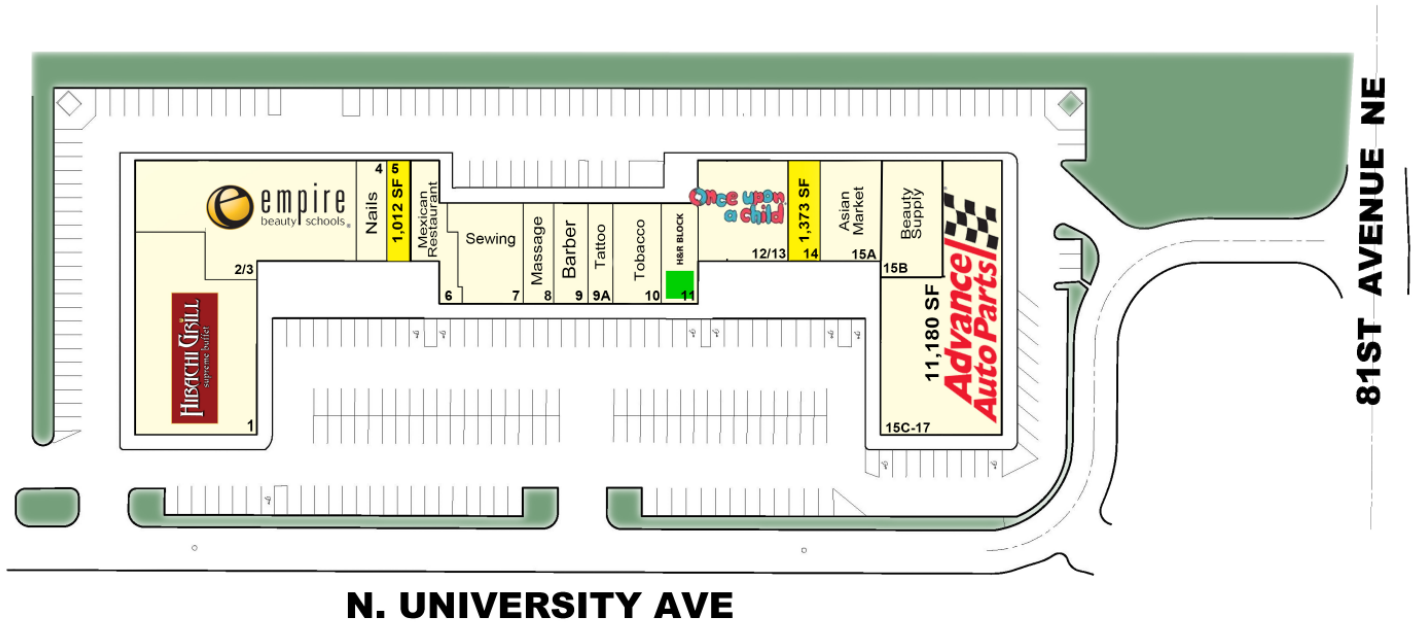 empire
beauty schools
2/3
HIBACHI GRILL
supreme buffet
1
4
Nails
5
1,012 SF
Mexican
Restaurant
6
Sewing
7
Massage
8
Barber
9
Tattoo
9A
Tobacco
10
H&R BLOCK
11
Once upon
a child
12/13
1,373 SF
14
Asian
Market
15A
Beauty
Supply
15B
Advance
Auto Parts
11,180 SF
15C-17
81ST AVENUE NE
N. UNIVERSITY AVE